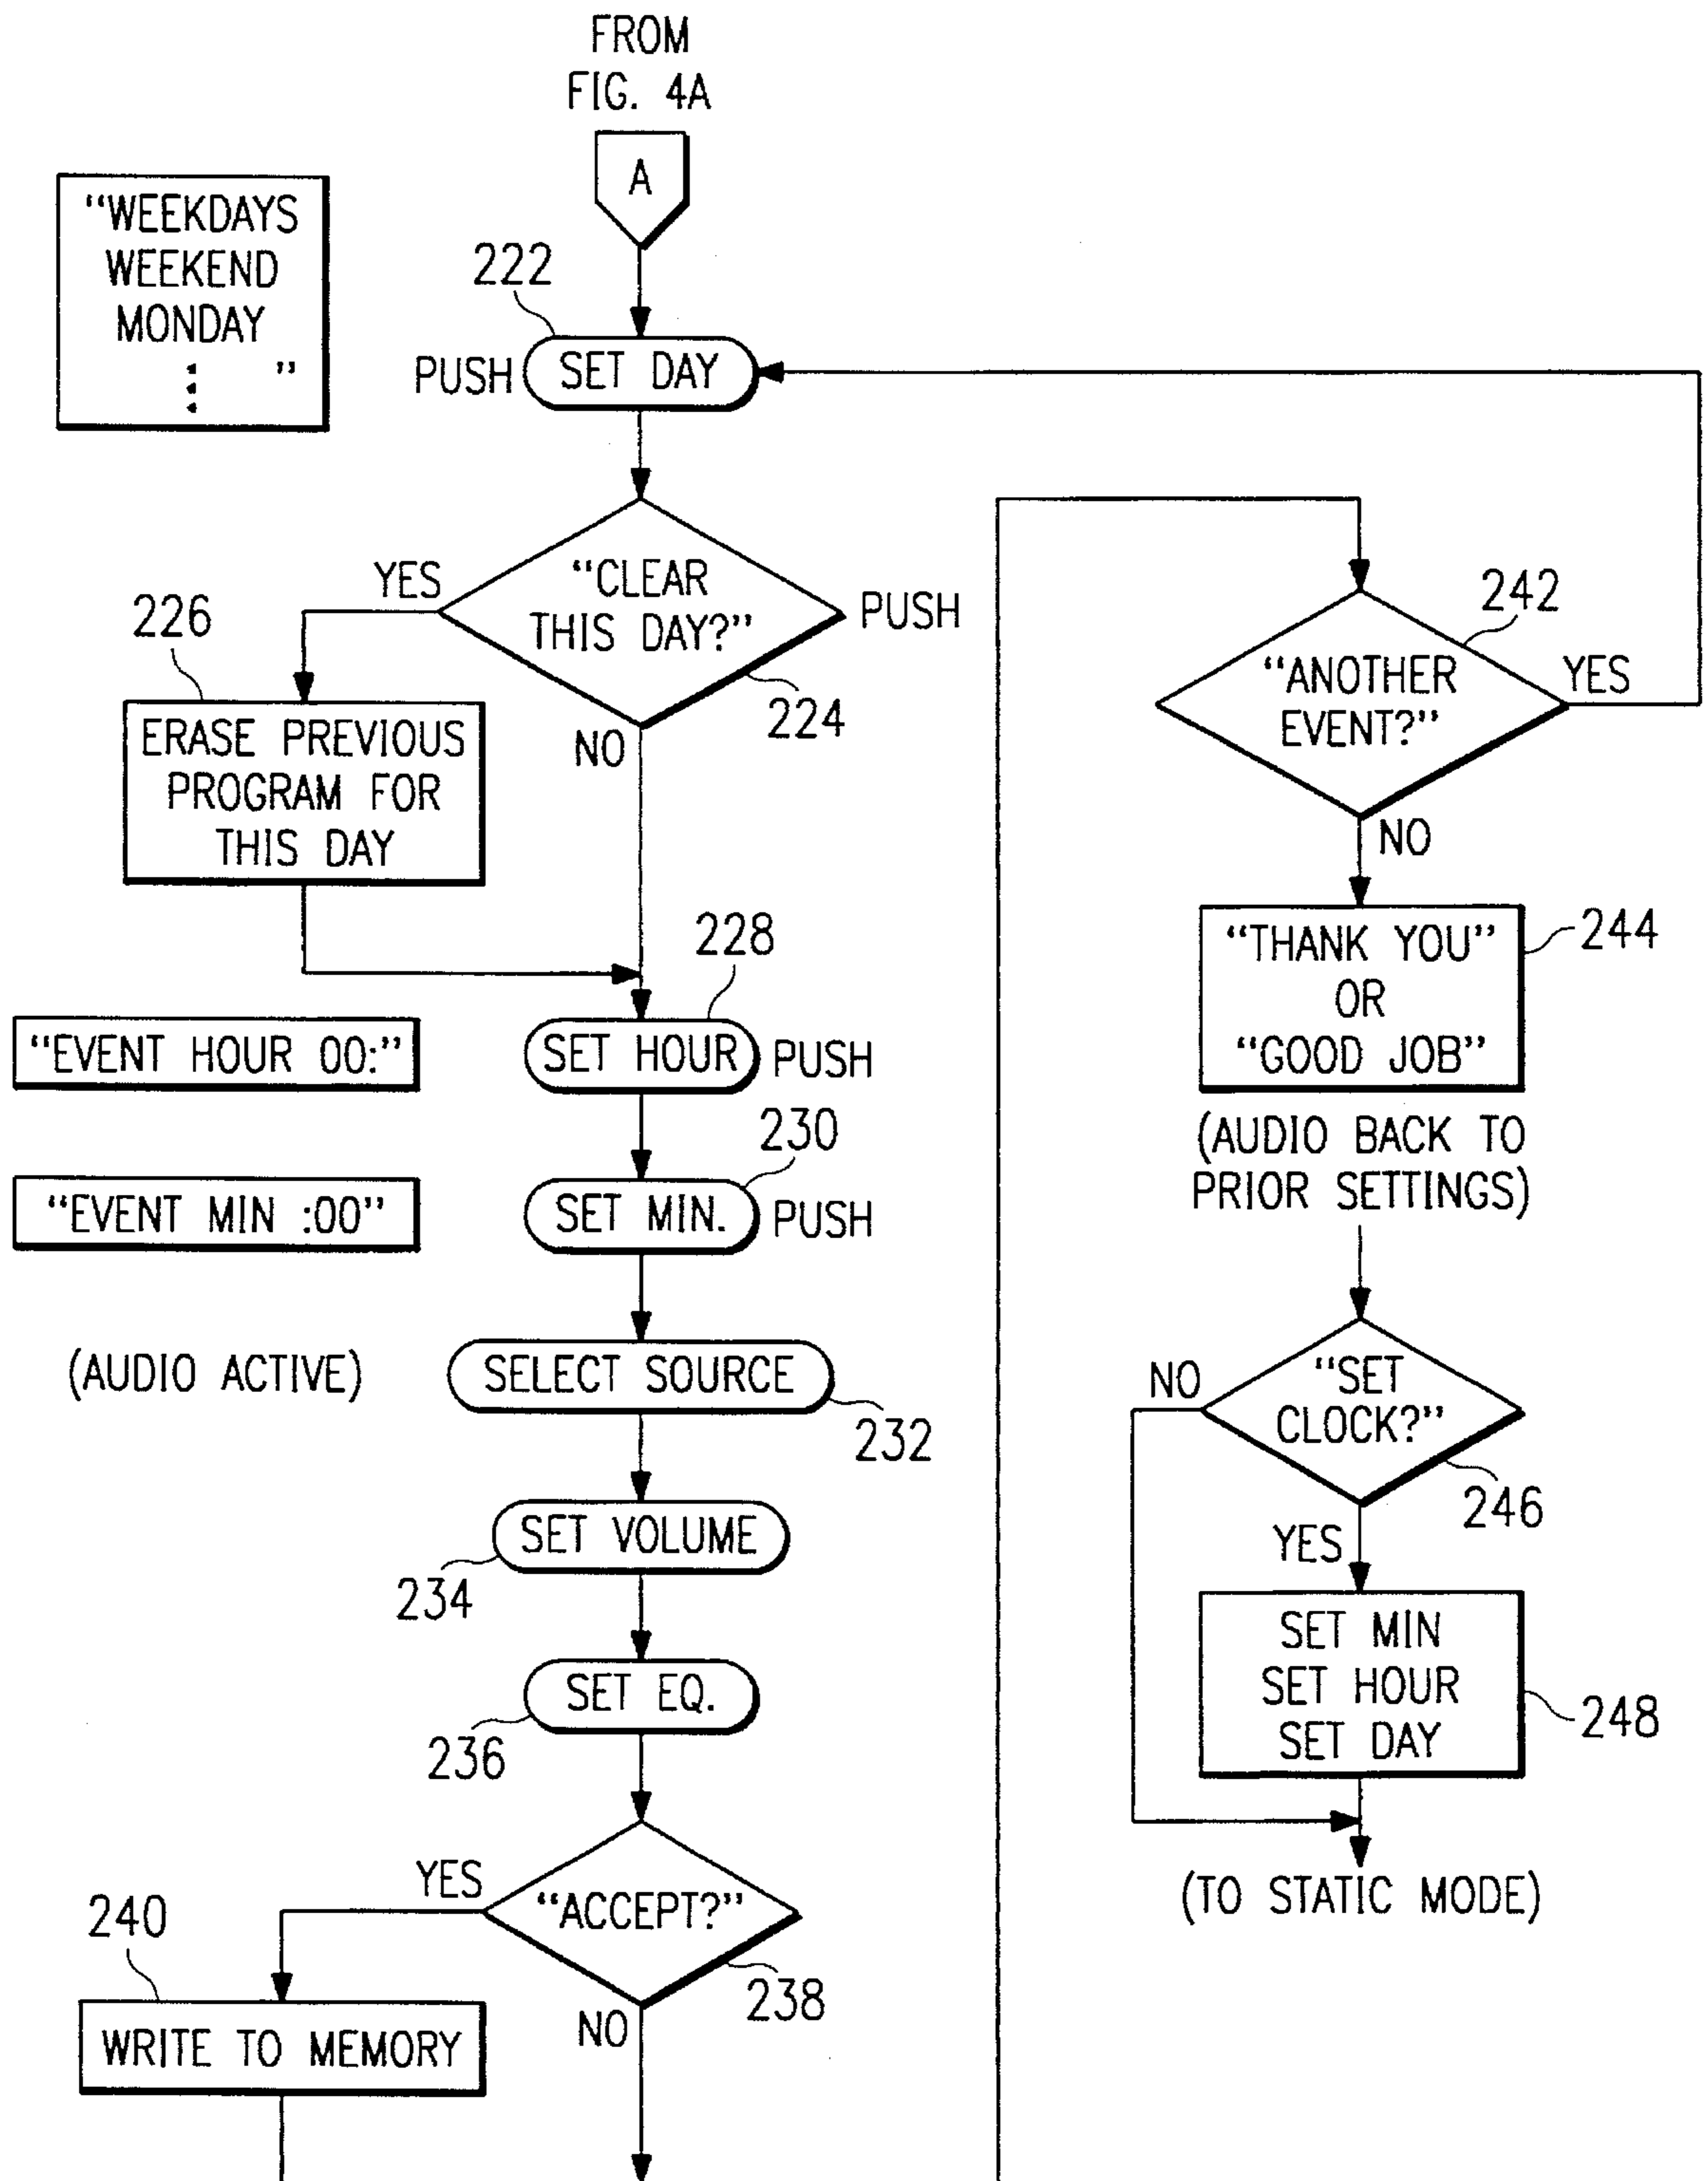 FROM
FIG. 4A
A
“WEEKDAYS
WEEKEND
MONDAY
⋮ ”
222
PUSH
SET DAY
“CLEAR
THIS DAY?”
YES
PUSH
224
NO
226
ERASE PREVIOUS
PROGRAM FOR
THIS DAY
228
“EVENT HOUR 00:”
SET HOUR
PUSH
230
“EVENT MIN :00”
SET MIN.
PUSH
(AUDIO ACTIVE)
SELECT SOURCE
232
SET VOLUME
234
SET EQ.
236
YES
“ACCEPT?”
238
NO
240
WRITE TO MEMORY
242
“ANOTHER
EVENT?”
YES
NO
“THANK YOU”
OR
“GOOD JOB”
244
(AUDIO BACK TO
PRIOR SETTINGS)
NO
“SET
CLOCK?”
246
YES
SET MIN
SET HOUR
SET DAY
248
(TO STATIC MODE)